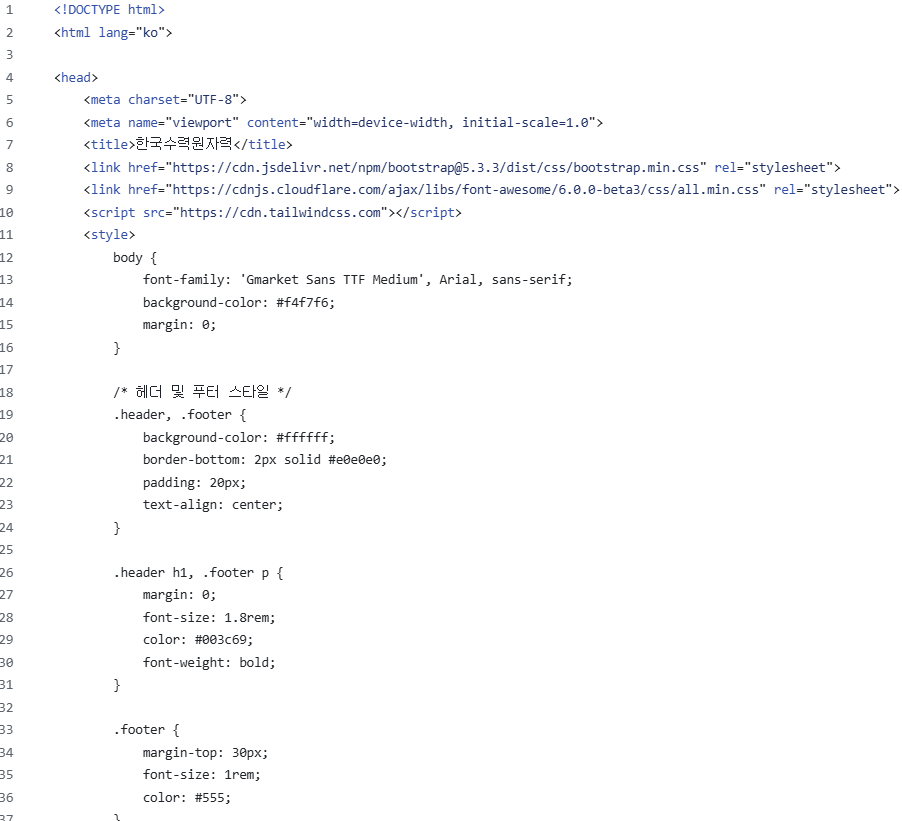 1 <!DOCTYPE html>
2 <html lang="ko">
3
4 <head>
5 <meta charset="UTF-8">
6 <meta name="viewport" content="width=device-width, initial-scale=1.0">
7 <title>한국수력원자력</title>
8 <link href="https://cdn.jsdelivr.net/npm/bootstrap@5.3.3/dist/css/bootstrap.min.css" rel="stylesheet">
9 <link href="https://cdnjs.cloudflare.com/ajax/libs/font-awesome/6.0.0-beta3/css/all.min.css" rel="stylesheet">
10 <script src="https://cdn.tailwindcss.com"></script>
11 <style>
12 body {
13 font-family: 'Gmarket Sans TTF Medium', Arial, sans-serif;
14 background-color: #f4f7f6;
15 margin: 0;
16 }
17
18 /* 헤더 및 푸터 스타일 */
19 .header, .footer {
20 background-color: #ffffff;
21 border-bottom: 2px solid #e0e0e0;
22 padding: 20px;
23 text-align: center;
24 }
25
26 .header h1, .footer p {
27 margin: 0;
28 font-size: 1.8rem;
29 color: #003c69;
30 font-weight: bold;
31 }
32
33 .footer {
34 margin-top: 30px;
35 font-size: 1rem;
36 color: #555;
37 }